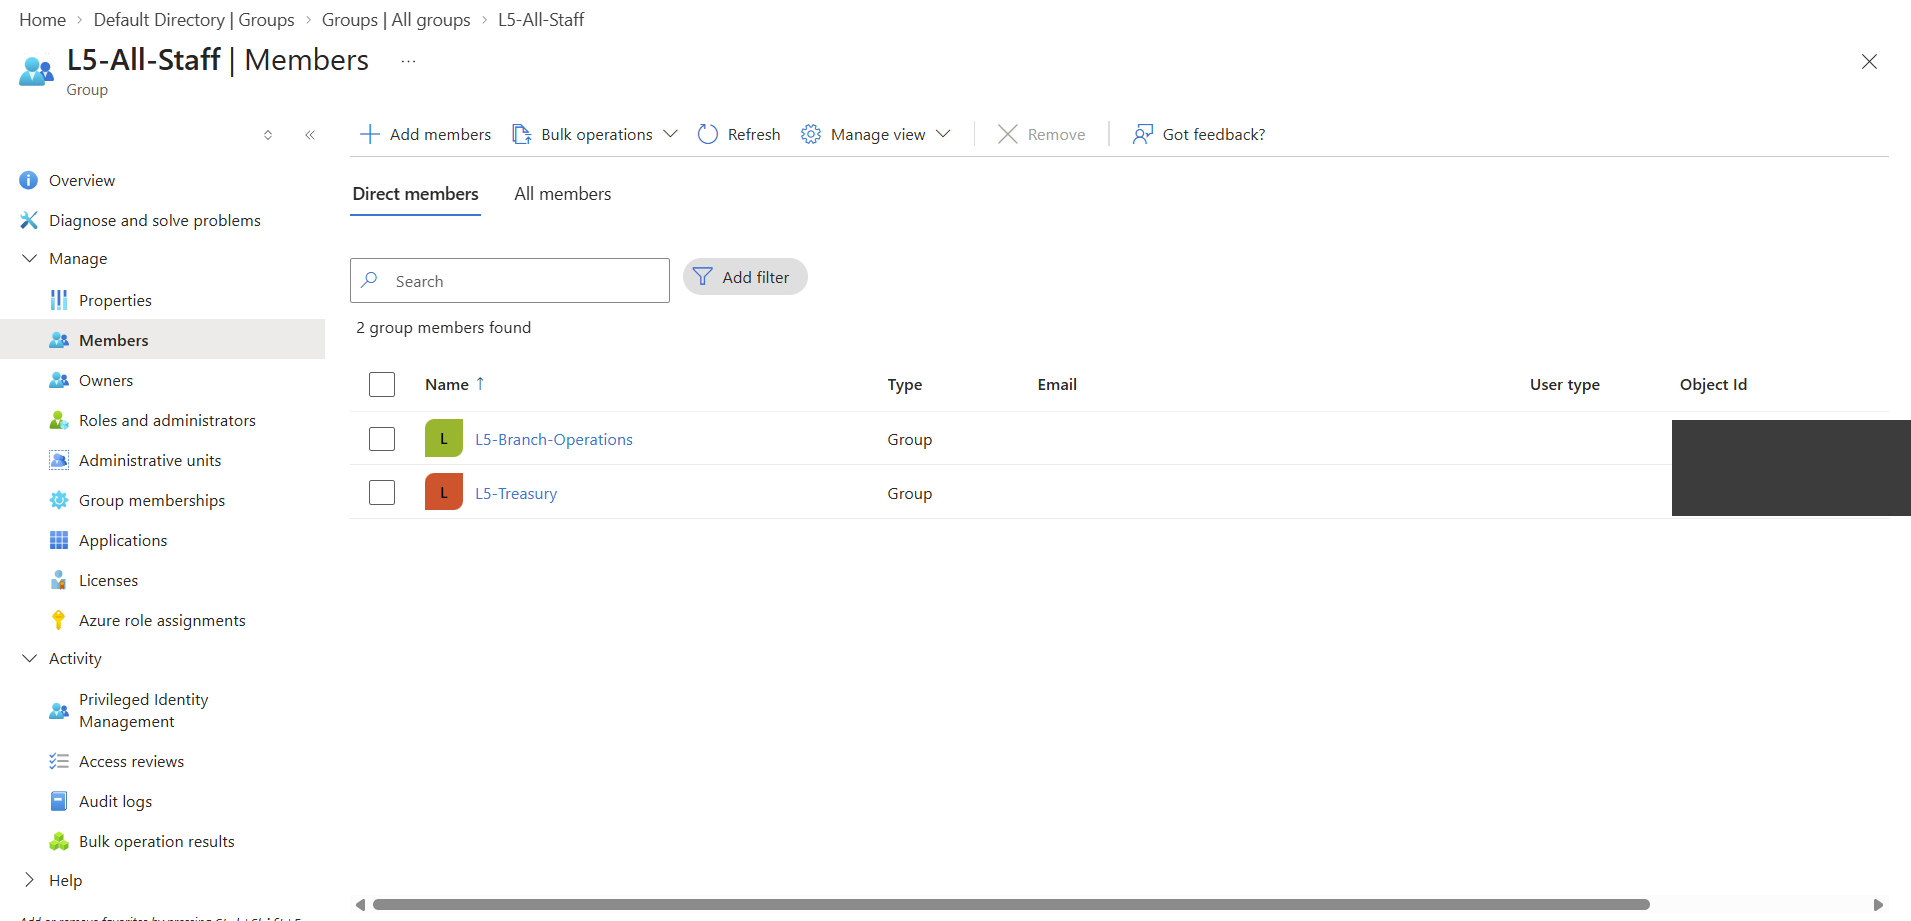 Home > Default Directory | Groups > Groups | All groups > L5-All-Staff
L5-All-Staff | Members ...
Group
Add members Bulk operations Refresh Manage view Remove Got feedback?
Overview
Diagnose and solve problems
Manage
Properties
Members
Owners
Roles and administrators
Administrative units
Group memberships
Applications
Licenses
Azure role assignments
Activity
Privileged Identity
Management
Access reviews
Audit logs
Bulk operation results
Help
Direct members All members
Search Add filter
2 group members found
Name ↑ Type Email User type Object Id
L L5-Branch-Operations Group
L L5-Treasury Group